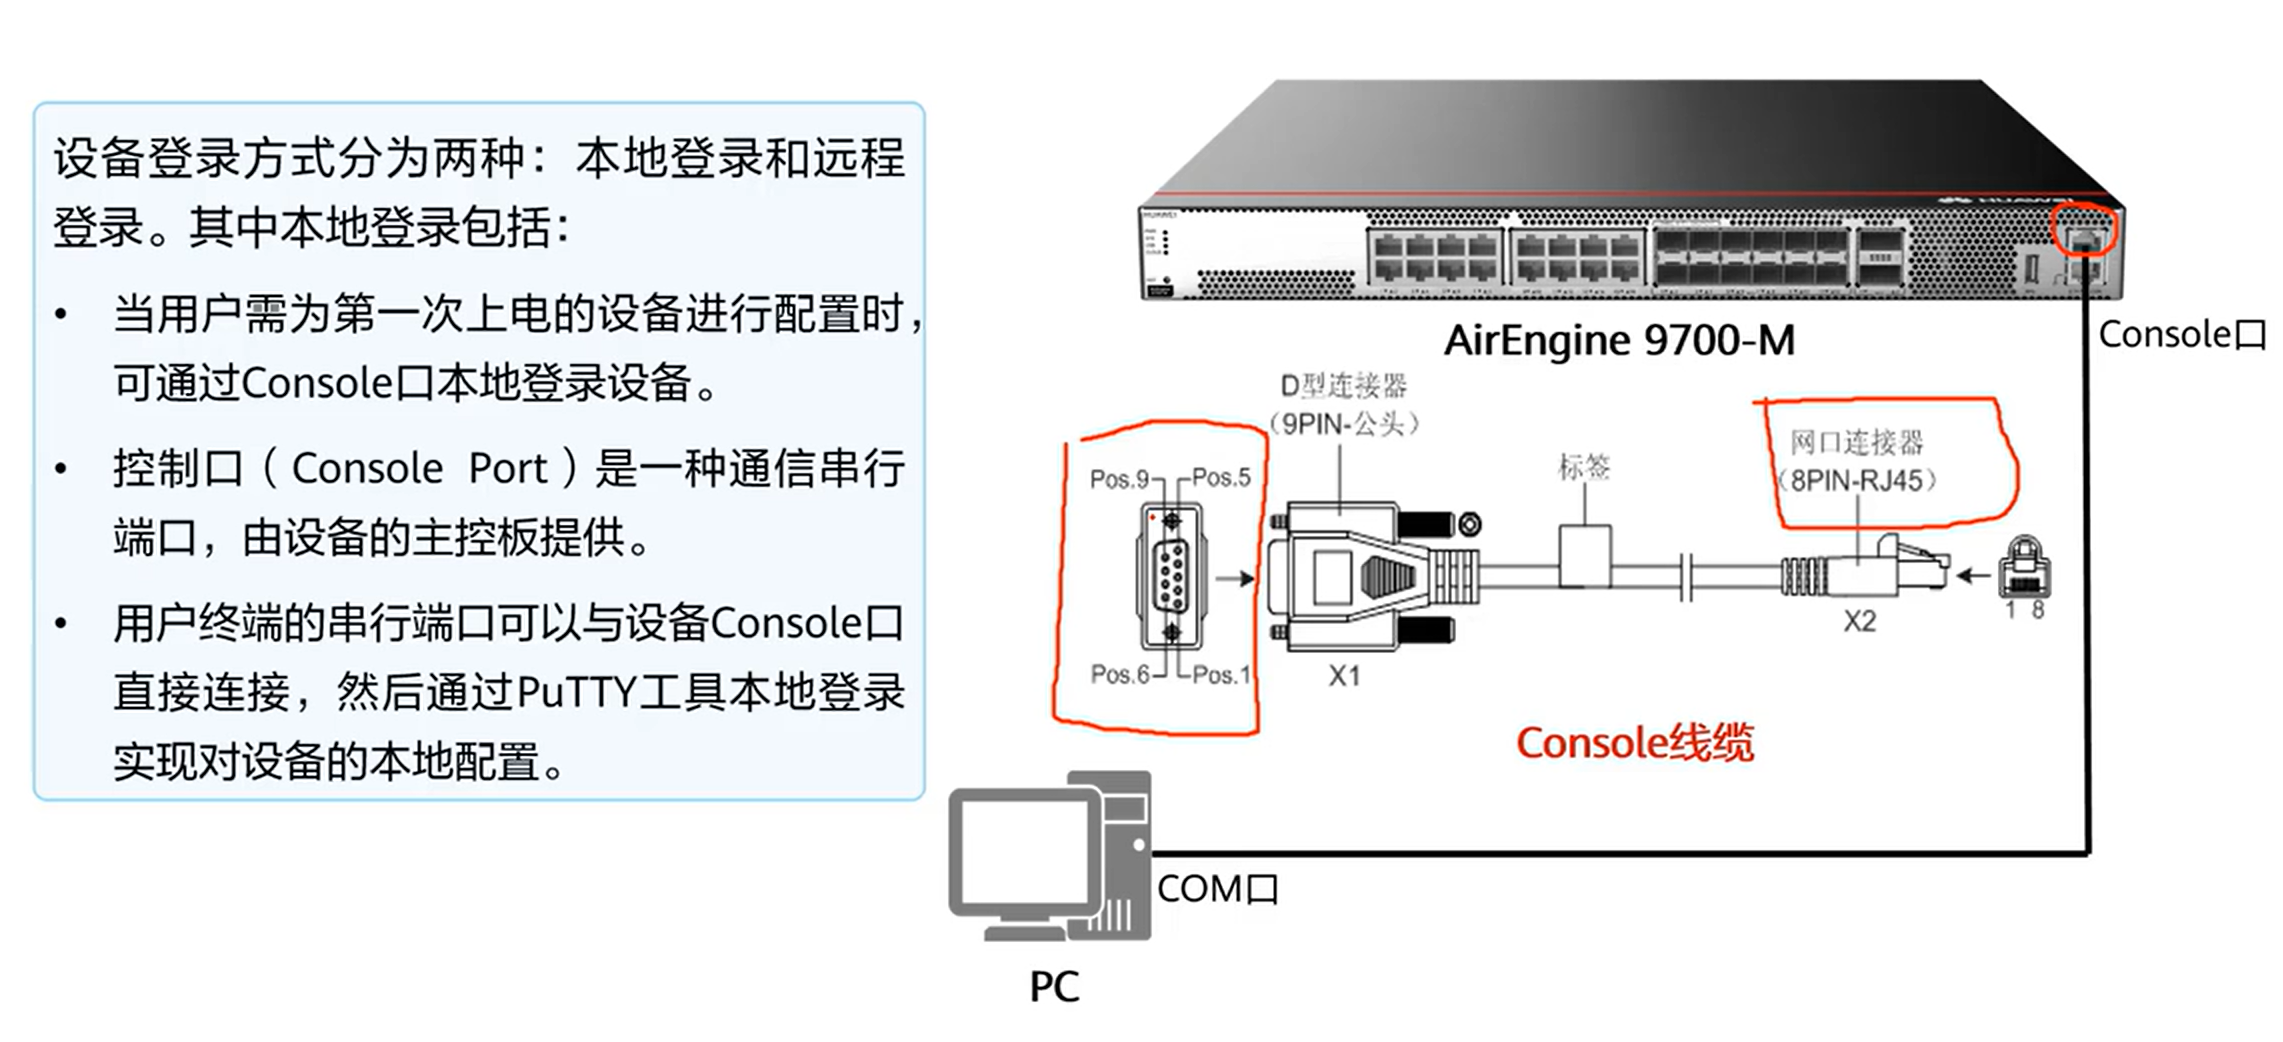 设备登录方式分为两种：本地登录和远程
登录。其中本地登录包括：
• 当用户需为第一次上电的设备进行配置时，
可通过Console口本地登录设备。
• 控制口（Console Port）是一种通信串行
端口，由设备的主控板提供。
• 用户终端的串行端口可以与设备Console口
直接连接，然后通过PuTTY工具本地登录
实现对设备的本地配置。
HUAWEI
AirEngine 9700-M
Console口
D型连接器
（9PIN-公头）
网口连接器
（8PIN-RJ45）
标签
Pos.9
Pos.5
Pos.6
Pos.1
X1
X2
1 8
Console线缆
COM口
PC